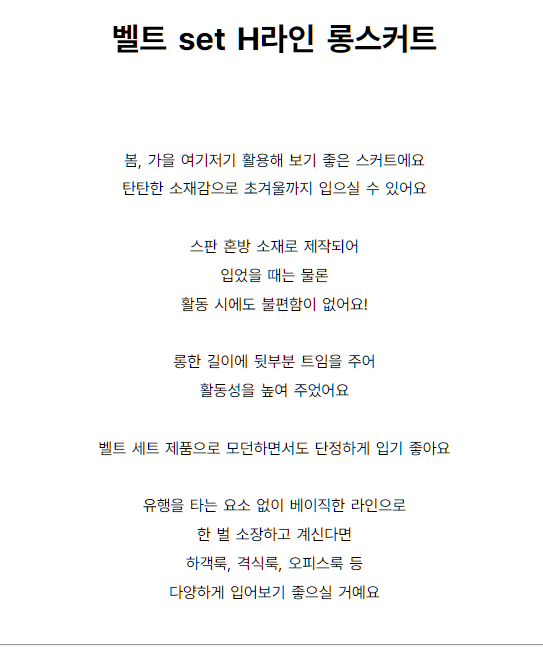 벨트 set H라인 롱스커트
봄, 가을 여기저기 활용해 보기 좋은 스커트에요
탄탄한 소재감으로 초겨울까지 입으실 수 있어요
스판 혼방 소재로 제작되어
입었을 때는 물론
활동 시에도 불편함이 없어요!
롱한 길이에 뒷부분 트임을 주어
활동성을 높여 주었어요
벨트 세트 제품으로 모던하면서도 단정하게 입기 좋아요
유행을 타는 요소 없이 베이직한 라인으로
한 벌 소장하고 계신다면
하객룩, 격식룩, 오피스룩 등
다양하게 입어보기 좋으실 거예요